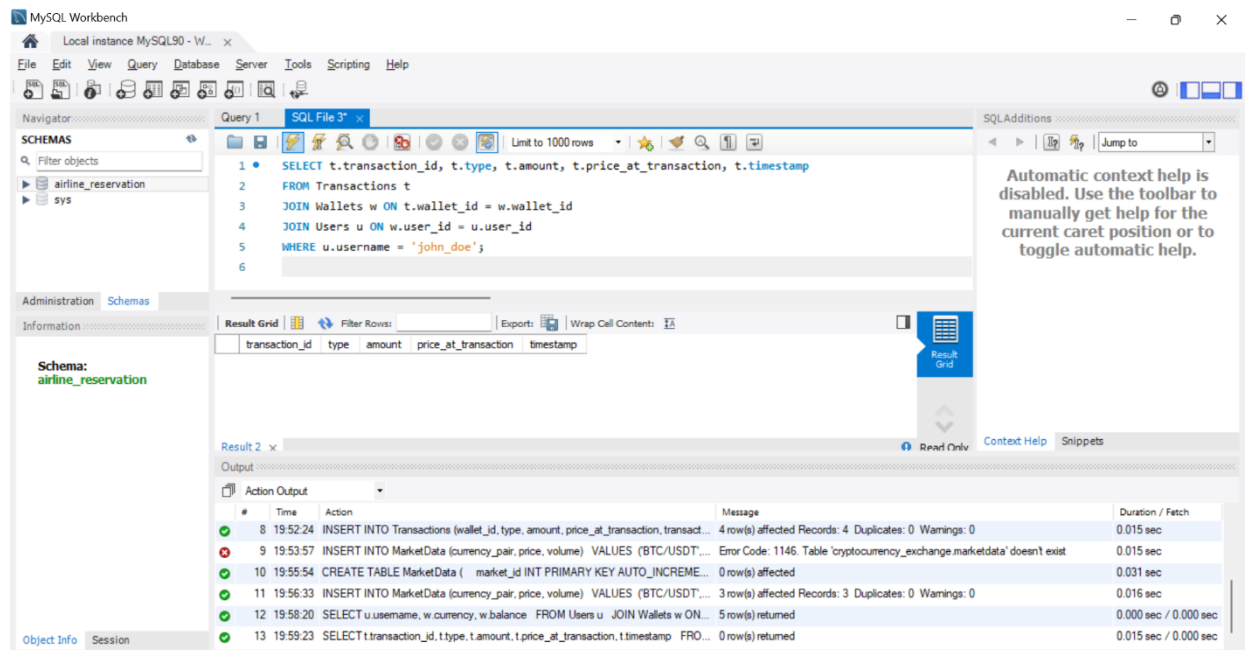 MySQL Workbench
Local instance MySQL90 - W... ×
File Edit View Query Database Server Tools Scripting Help
Navigator
SCHEMAS
Filter objects
airline_reservation
sys
Administration Schemas
Information
Schema:
airline_reservation
Object Info Session
Query 1 SQL File 3* ×
Limit to 1000 rows
1 SELECT t.transaction_id, t.type, t.amount, t.price_at_transaction, t.timestamp
2 FROM Transactions t
3 JOIN Wallets w ON t.wallet_id = w.wallet_id
4 JOIN Users u ON w.user_id = u.user_id
5 WHERE u.username = 'john_doe';
6
Result Grid Filter Rows: Export: Wrap Cell Content:
transaction_id type amount price_at_transaction timestamp
Result
Grid
Result 2 × Read Only
SQLAdditions
Jump to
Automatic context help is
disabled. Use the toolbar to
manually get help for the
current caret position or to
toggle automatic help.
Context Help Snippets
Output
Action Output
# Time Action Message Duration / Fetch
8 19:52:24 INSERT INTO Transactions (wallet_id, type, amount, price_at_transaction, transact... 4 row(s) affected Records: 4 Duplicates: 0 Warnings: 0 0.015 sec
9 19:53:57 INSERT INTO MarketData (currency_pair, price, volume) VALUES ('BTC/USDT',... Error Code: 1146. Table 'cryptocurrency_exchange.marketdata' doesn't exist 0.015 sec
10 19:55:54 CREATE TABLE MarketData ( market_id INT PRIMARY KEY AUTO_INCREME... 0 row(s) affected 0.031 sec
11 19:56:33 INSERT INTO MarketData (currency_pair, price, volume) VALUES ('BTC/USDT',... 3 row(s) affected Records: 3 Duplicates: 0 Warnings: 0 0.016 sec
12 19:58:20 SELECT u.username, w.currency, w.balance FROM Users u JOIN Wallets w ON... 5 row(s) returned 0.000 sec / 0.000 sec
13 19:59:23 SELECT t.transaction_id, t.type, t.amount, t.price_at_transaction, t.timestamp FRO... 0 row(s) returned 0.015 sec / 0.000 sec